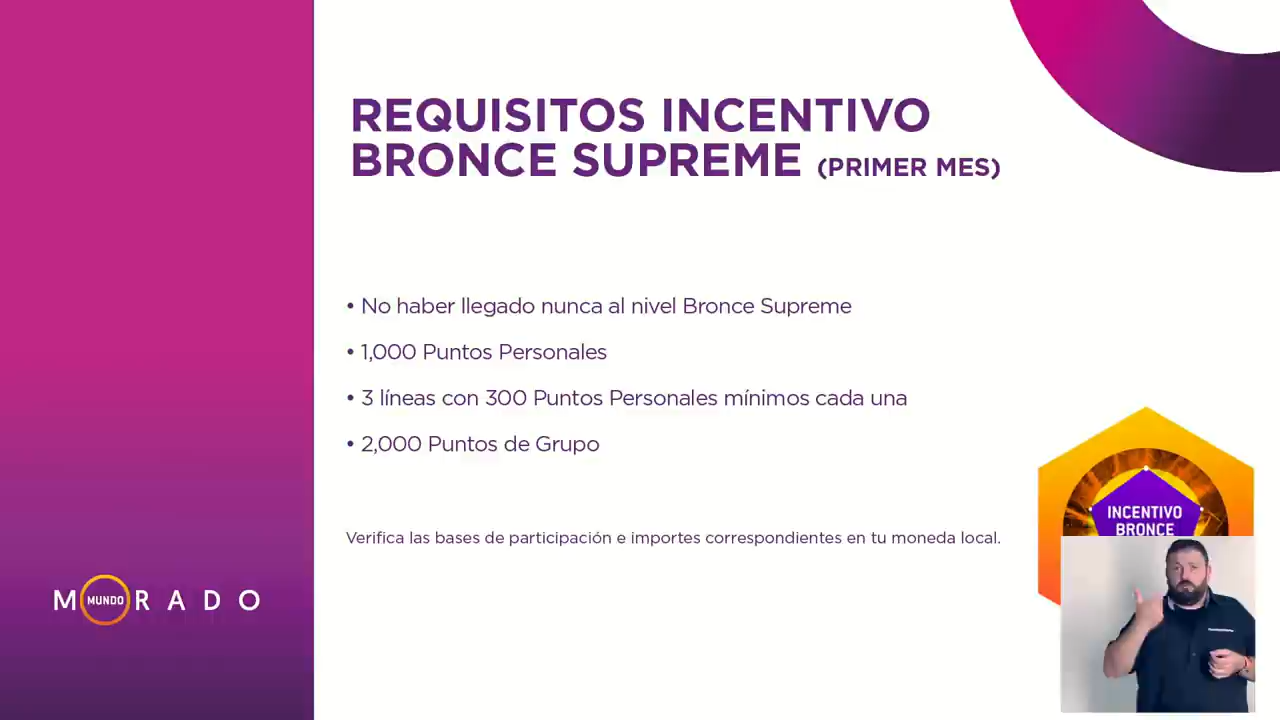 REQUISITOS INCENTIVO
BRONCE SUPREME (PRIMER MES)
• No haber llegado nunca al nivel Bronce Supreme
• 1,000 Puntos Personales
• 3 líneas con 300 Puntos Personales mínimos cada una
• 2,000 Puntos de Grupo
INCENTIVO
BRONCE
Verifica las bases de participación e importes correspondientes en tu moneda local.
MUNDO
MORADO